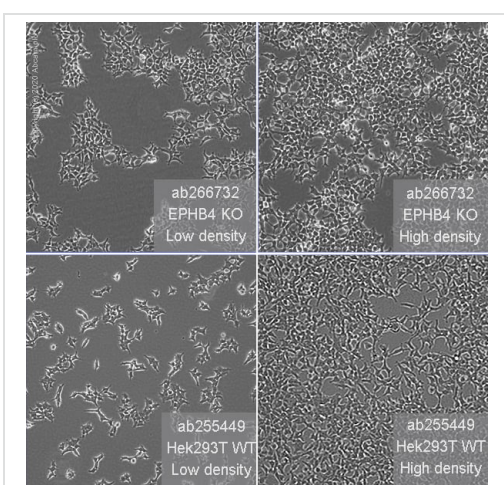 ab266732
EPHB4 KO
Low density
ab266732
EPHB4 KO
High density
ab255449
Hek293T WT
Low density
ab255449
Hek293T WT
High density